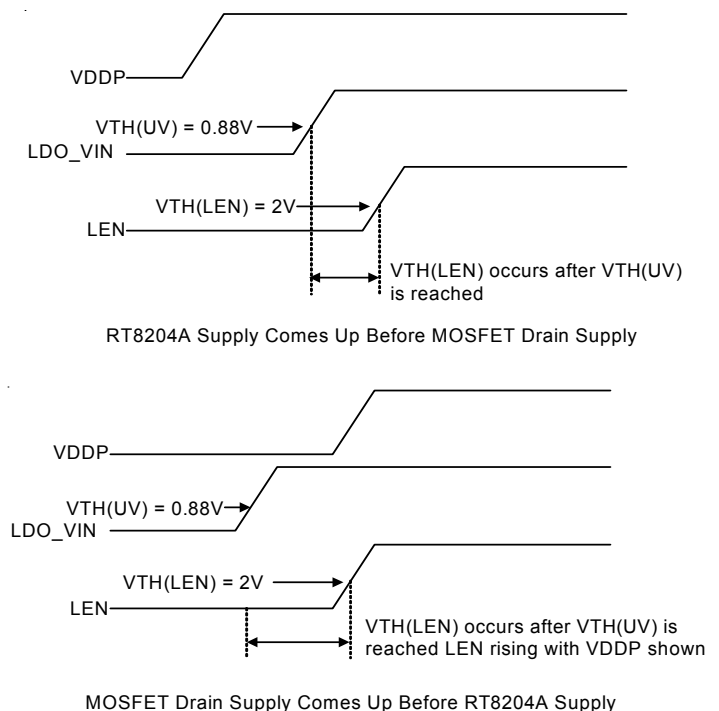 VDDP
VTH(UV) = 0.88V
LDO_VIN
VTH(LEN) = 2V
LEN
VTH(LEN) occurs after VTH(UV)
is reached
RT8204A Supply Comes Up Before MOSFET Drain Supply
VDDP
VTH(UV) = 0.88V
LDO_VIN
VTH(LEN) = 2V
LEN
VTH(LEN) occurs after VTH(UV) is
reached LEN rising with VDDP shown
MOSFET Drain Supply Comes Up Before RT8204A Supply